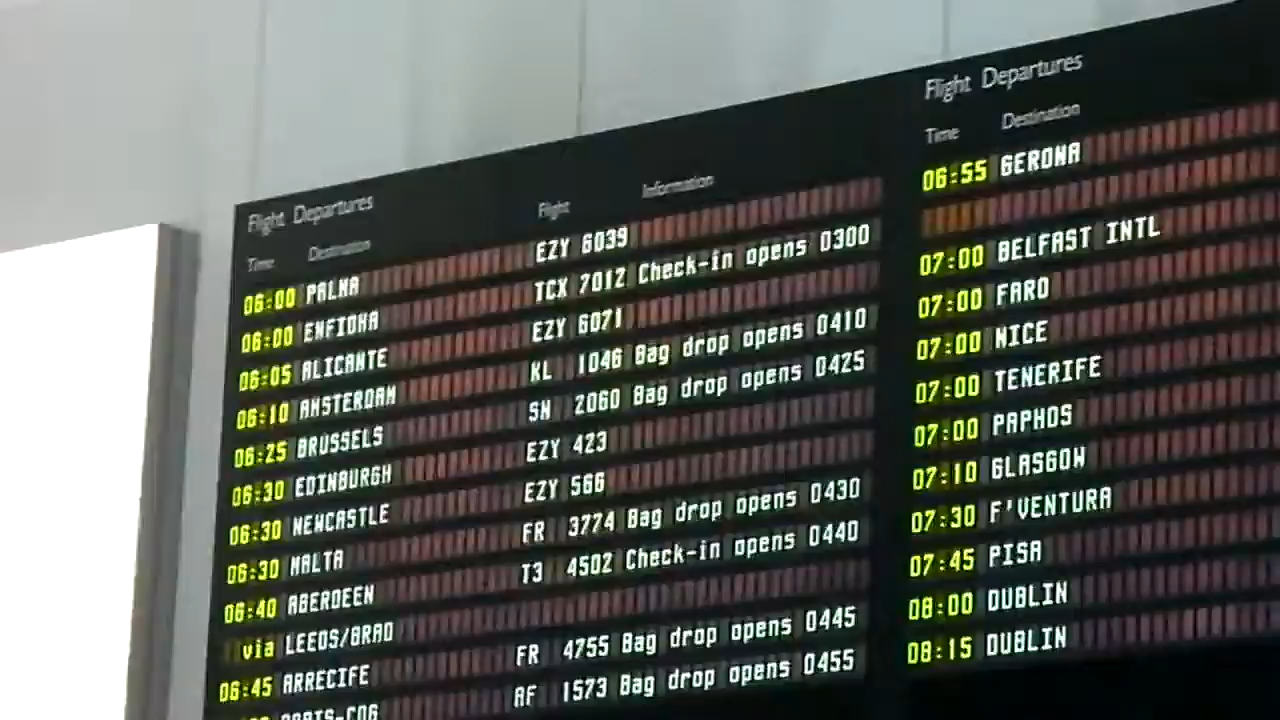 Flight Departures
Time Destination Flight Information
06:00 PALMA EZY 6039
06:00 ENFIDHA TCX 7012 Check-in opens 0300
06:05 ALICANTE EZY 6071
06:10 AMSTERDAM KL 1046 Bag drop opens 0410
06:25 BRUSSELS SN 2060 Bag drop opens 0425
06:30 EDINBURGH EZY 423
06:30 NEWCASTLE EZY 566
06:30 MALTA FR 3774 Bag drop opens 0430
06:40 ABERDEEN T3 4502 Check-in opens 0440
via LEEDS/BRAD
06:45 ARRECIFE FR 4755 Bag drop opens 0445
PARIS-CDG AF 1573 Bag drop opens 0455
Flight Departures
Time Destination
06:55 GERONA
07:00 BELFAST INTL
07:00 FARO
07:00 NICE
07:00 TENERIFE
07:00 PAPHOS
07:10 GLASGOW
07:30 F'VENTURA
07:45 PISA
08:00 DUBLIN
08:15 DUBLIN